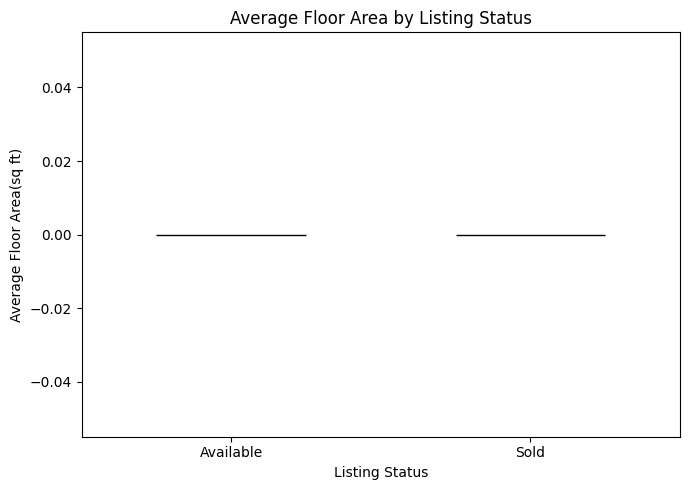 Average Floor Area by Listing Status
Average Floor Area(sq ft)
0.04
0.02
0.00
−0.02
−0.04
Available
Sold
Listing Status